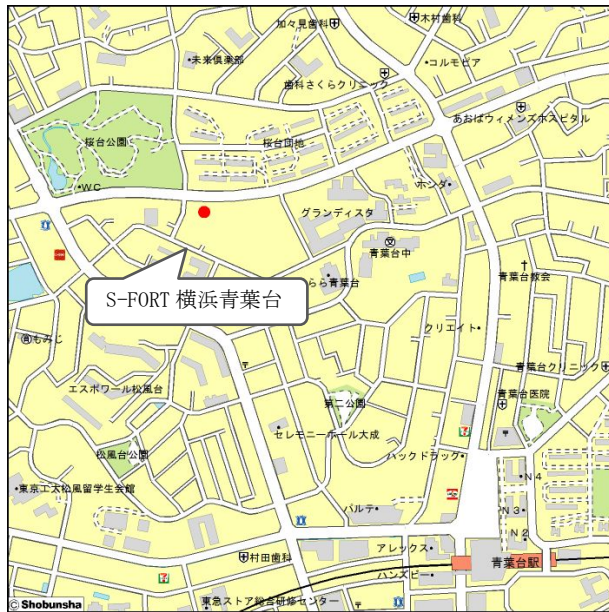 加々見歯科
木村歯科
未来倶楽部
コルモピア
歯科さくらクリニック
あおばウィメンズホスピタル
桜台公園
桜台団地
WC
ホンダ
グランディスタ
青葉台中
青葉台教会
らら青葉台
S-FORT 横浜青葉台
クリエイト
もみじ
青葉台クリニック
エスポワール松風台
青葉台医院
第二公園
セレモニーホール大成
松風台公園
ハックドラッグ
東京工大松風留学生会館
N4
N3
N2
パルテ
アレックス
村田歯科
青葉台駅
ハンズビー
東急ストア総合研修センター
© Shobunsha